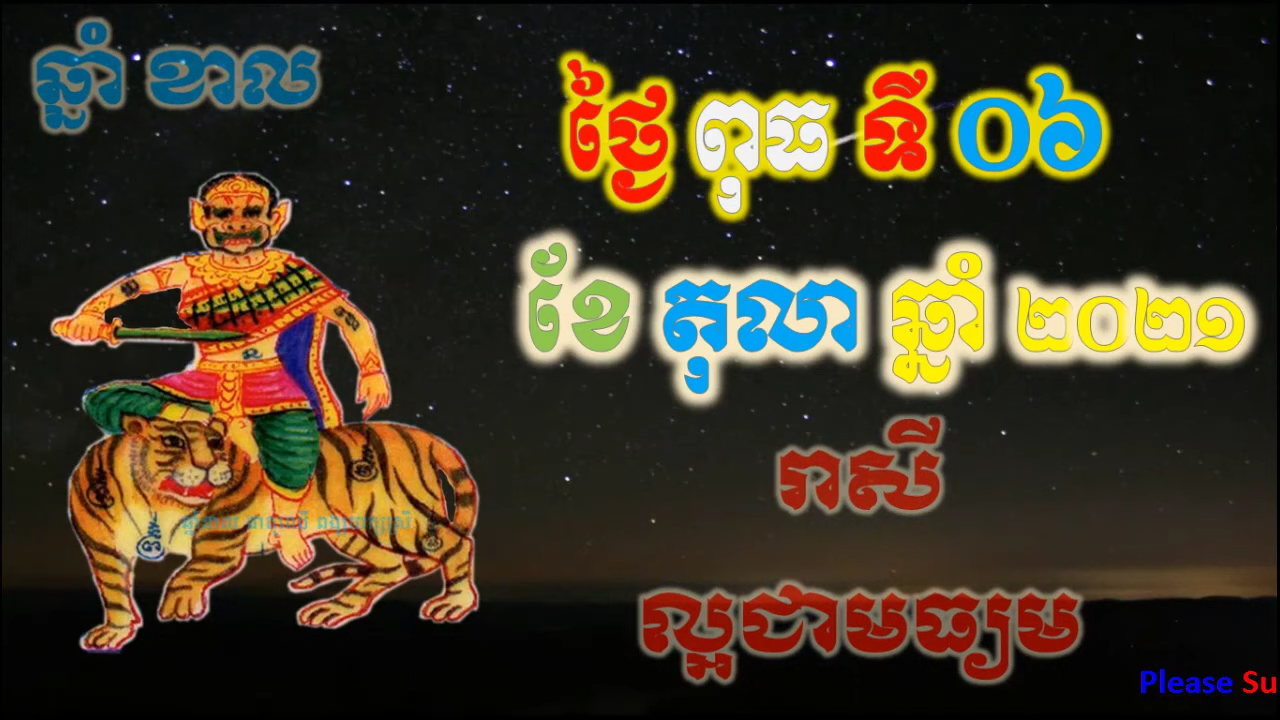 ឆ្នាំ ខាល
ថ្ងៃ ពុធ ទី ០៦
ខែ តុលា ឆ្នាំ ២០២១
រាសី
ល្អជាមធ្យម
Please Su